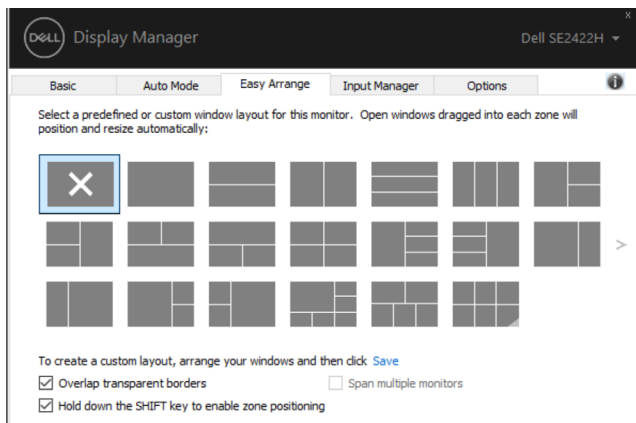 x
DELL Display Manager Dell SE2422H
Basic Auto Mode Easy Arrange Input Manager Options i
Select a predefined or custom window layout for this monitor. Open windows dragged into each zone will
position and resize automatically:
To create a custom layout, arrange your windows and then click Save
Overlap transparent borders Span multiple monitors
Hold down the SHIFT key to enable zone positioning